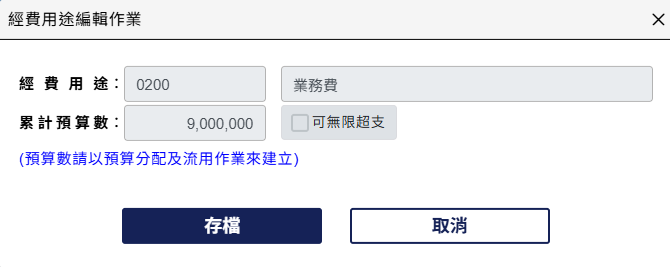 經費用途編輯作業
經費用途： 0200 業務費
累計預算數： 9,000,000 可無限超支
(預算數請以預算分配及流用作業來建立)
存檔 取消